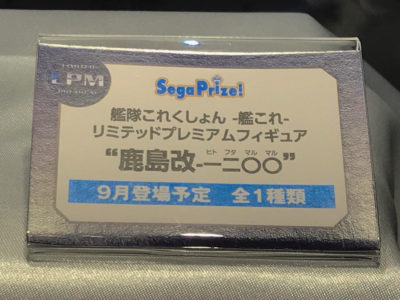 LPM
Sega Prize!
艦隊これくしょん -艦これ-
リミテッドプレミアムフィギュア
ヒト フタ マル マル
“鹿島改-一二〇〇”
9月登場予定 全1種類